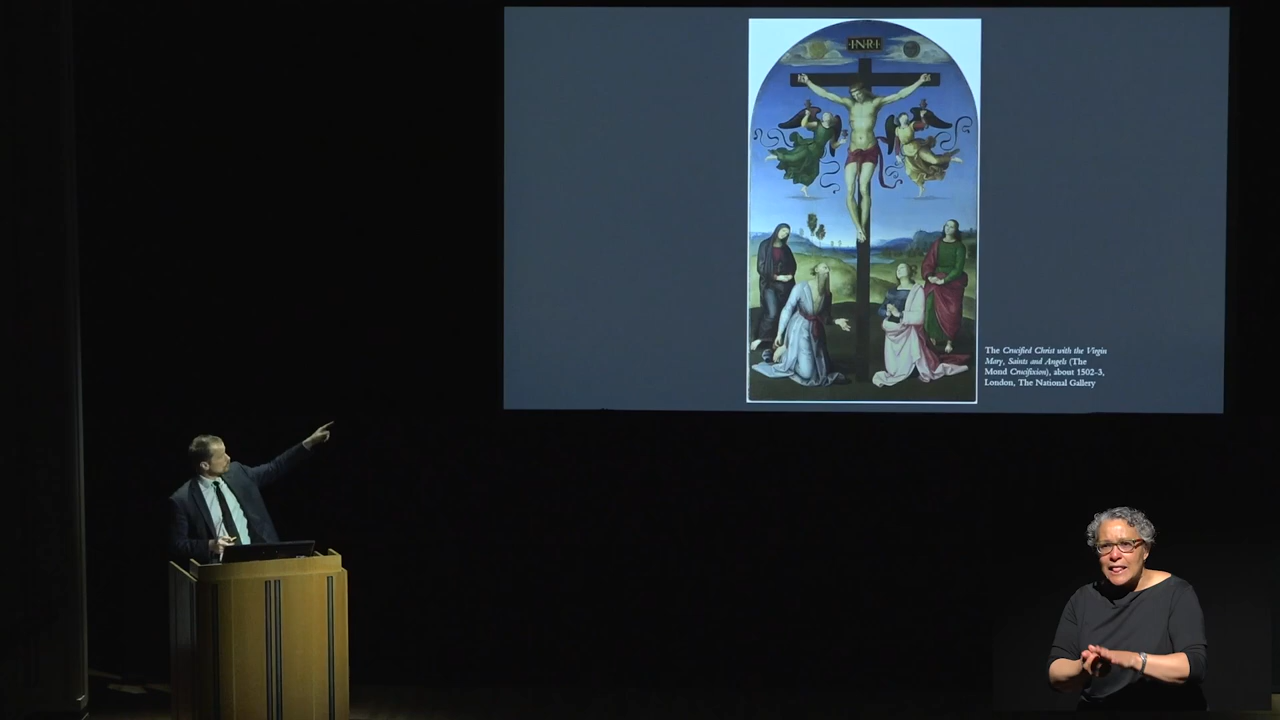 ·INRI·
The Crucified Christ with the Virgin
Mary, Saints and Angels (The
Mond Crucifixion), about 1502-3,
London, The National Gallery